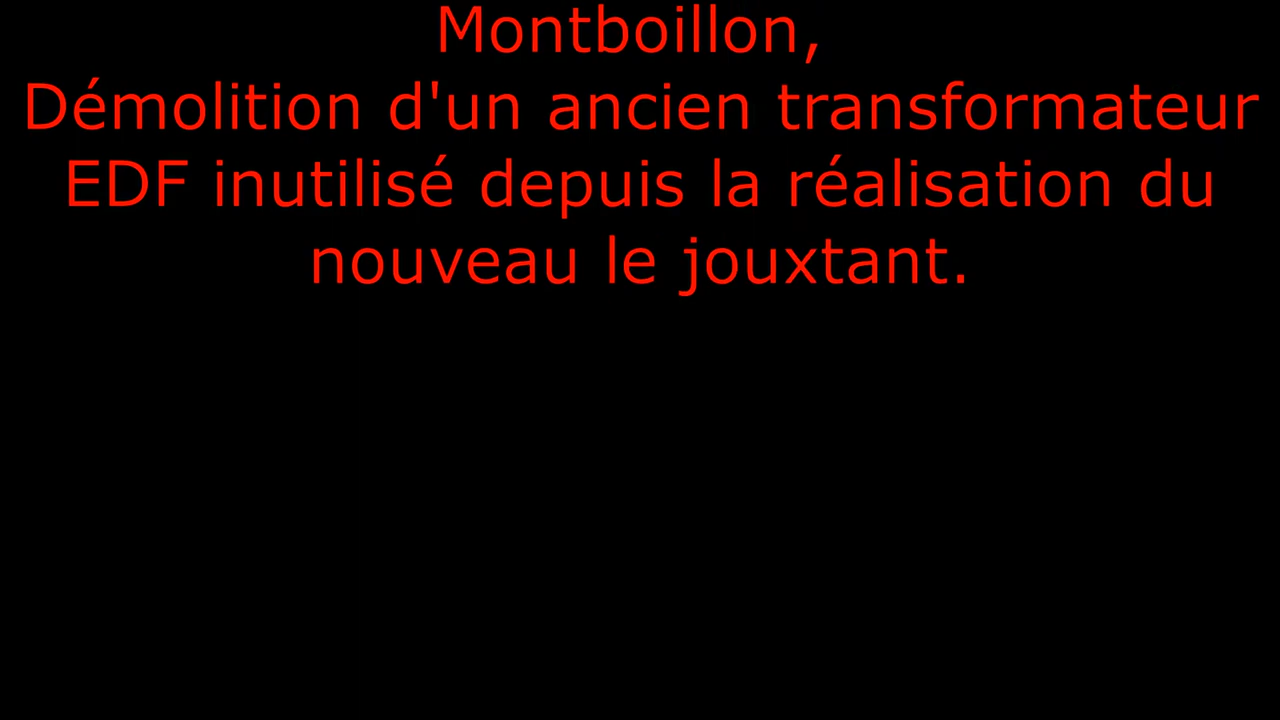 Montboillon,
Démolition d'un ancien transformateur
EDF inutilisé depuis la réalisation du
nouveau le jouxtant.